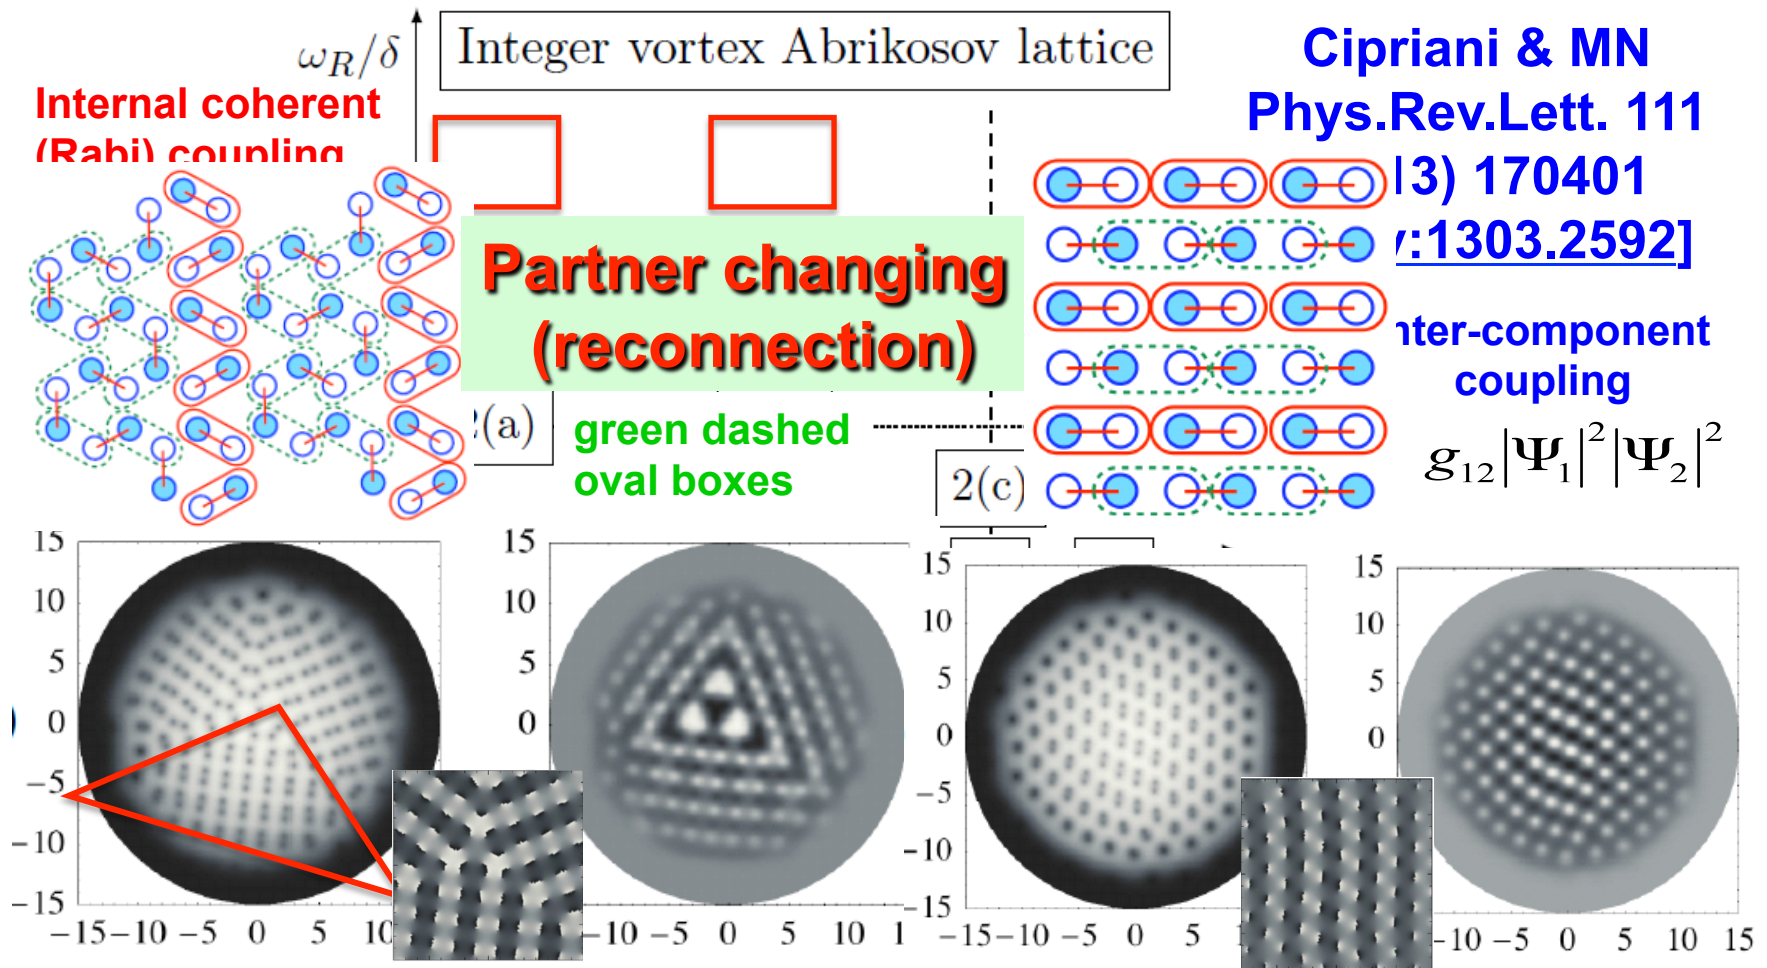 ω_R/δ
Integer vortex Abrikosov lattice
Cipriani & MN
Phys.Rev.Lett. 111
13) 170401
:1303.2592]
Internal coherent
(Rabi) coupling
Partner changing
(reconnection)
nter-component
coupling
g₁₂|Ψ₁|²|Ψ₂|²
(a)
green dashed
oval boxes
2(c)
15
10
5
0
−5
−10
−15
−15 −10 −5 0 5 10
15
10
5
0
−10 −5 0 5 10 1
15
10
5
0
−5
−10
−15
−15 −10 −5 0 5
15
10
5
0
−10 −5 0 5 10 15